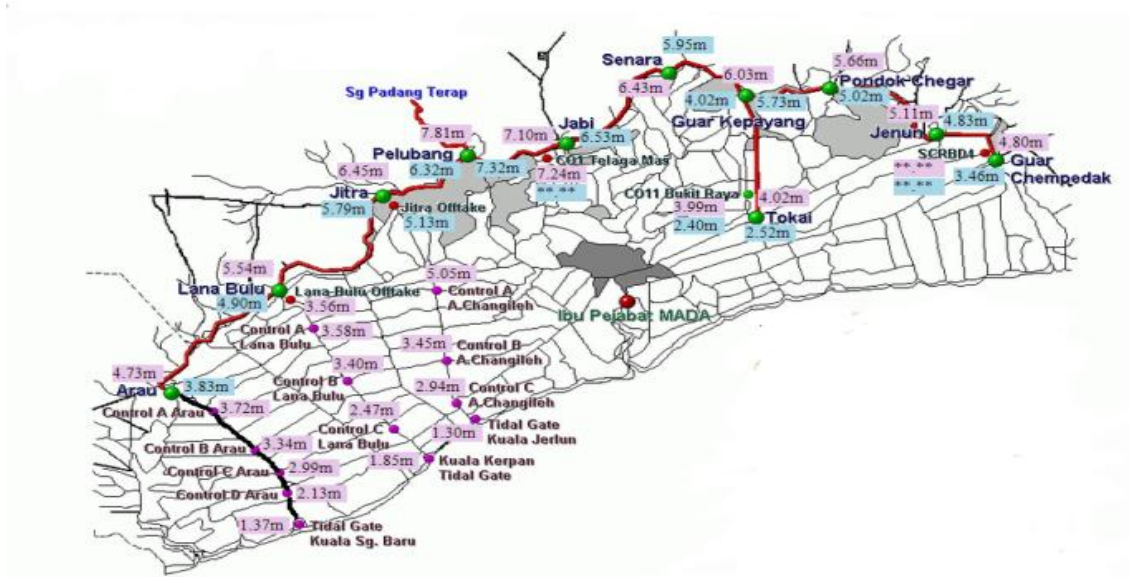 5.95m
Senara
5.66m
6.03m
Pondok Chegar
6.43m
4.02m
5.73m
5.02m
Sg Padang Terap
Guar Kepayang
5.11m
4.83m
Jabi
7.81m
7.10m
6.53m
Jenun
4.80m
Pelubang
CO1 Telaga Mas
SCRBD4
Guar
Chempedak
6.45m
6.32m
7.32m
7.24m
**.**
**.**
3.46m
Jitra
**.**
CO11 Bukit Raya
4.02m
5.79m
Jitra Offtake
3.99m
Tokai
5.13m
2.40m
2.52m
5.54m
5.05m
Lana Bulu
Lana Bulu Offtake
Control A
A.Changileh
4.90m
3.56m
Ibu Pejabat MADA
Control A
Lana Bulu
3.58m
3.45m
Control B
A.Changileh
4.73m
3.40m
Arau
3.83m
Control B
Lana Bulu
2.94m
Control C
A.Changileh
Control A Arau
3.72m
2.47m
Tidal Gate
Kuala Jerlun
Control C
Lana Bulu
1.30m
Control B Arau
3.34m
1.85m
Kuala Kerpan
Tidal Gate
Control C Arau
2.99m
Control D Arau
2.13m
1.37m
Tidal Gate
Kuala Sg. Baru